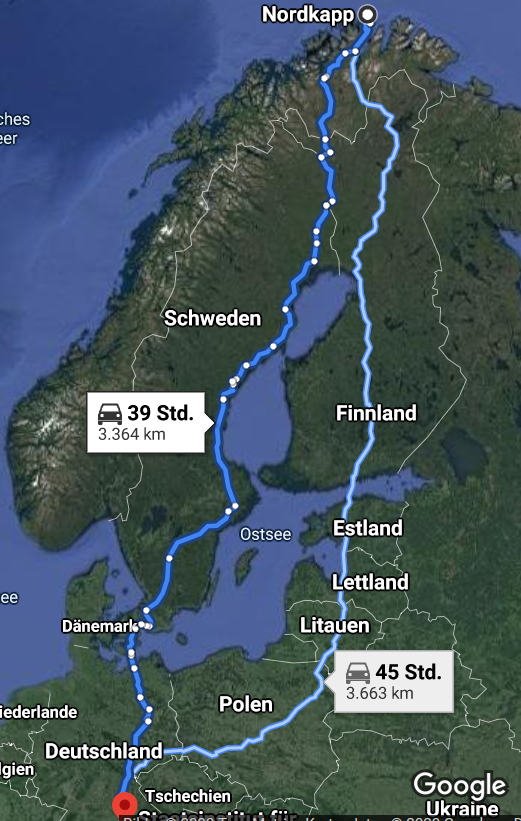 Nordkapp
ches
eer
Schweden
39 Std.
3.364 km
Finnland
Ostsee
Estland
ee
Lettland
Dänemark
Litauen
45 Std.
3.663 km
Polen
iederlande
Deutschland
lgien
Google
Tschechien
Ukraine